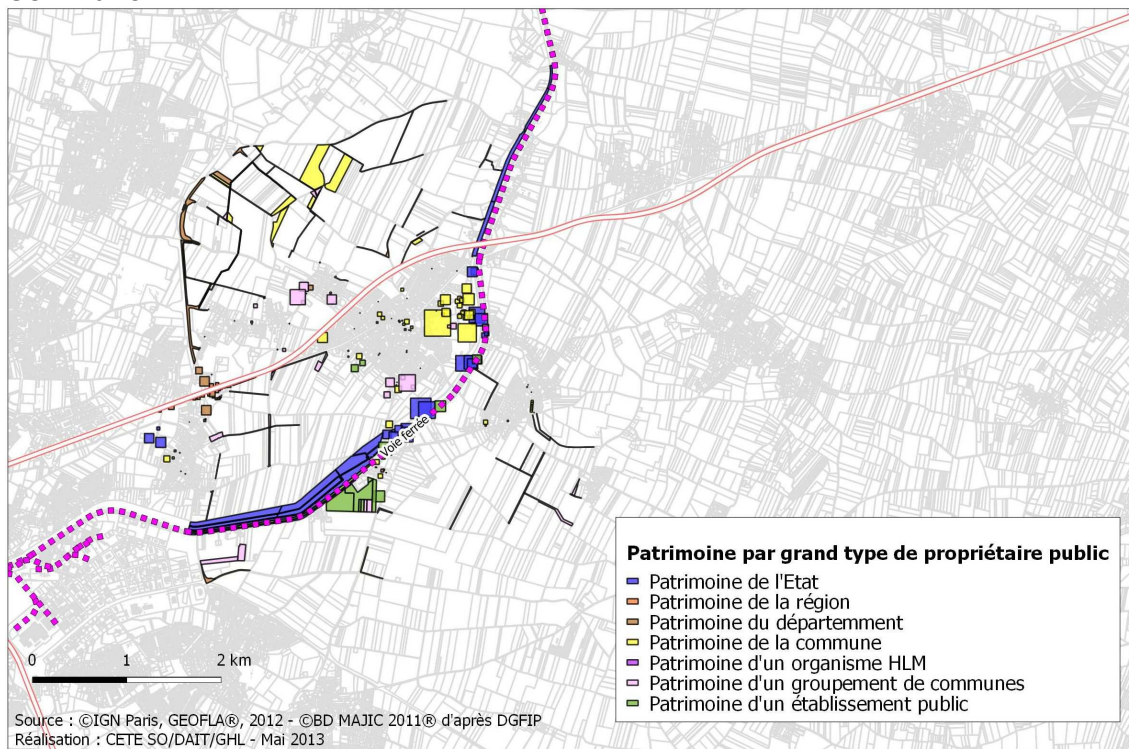 Voie ferrée
Patrimoine par grand type de propriétaire public
Patrimoine de l'Etat
Patrimoine de la région
Patrimoine du départemment
Patrimoine de la commune
Patrimoine d'un organisme HLM
Patrimoine d'un groupement de communes
Patrimoine d'un établissement public
0 1 2 km
Source : ©IGN Paris, GEOFLA®, 2012 - ©BD MAJIC 2011® d'après DGFIP
Réalisation : CETE SO/DAIT/GHL - Mai 2013